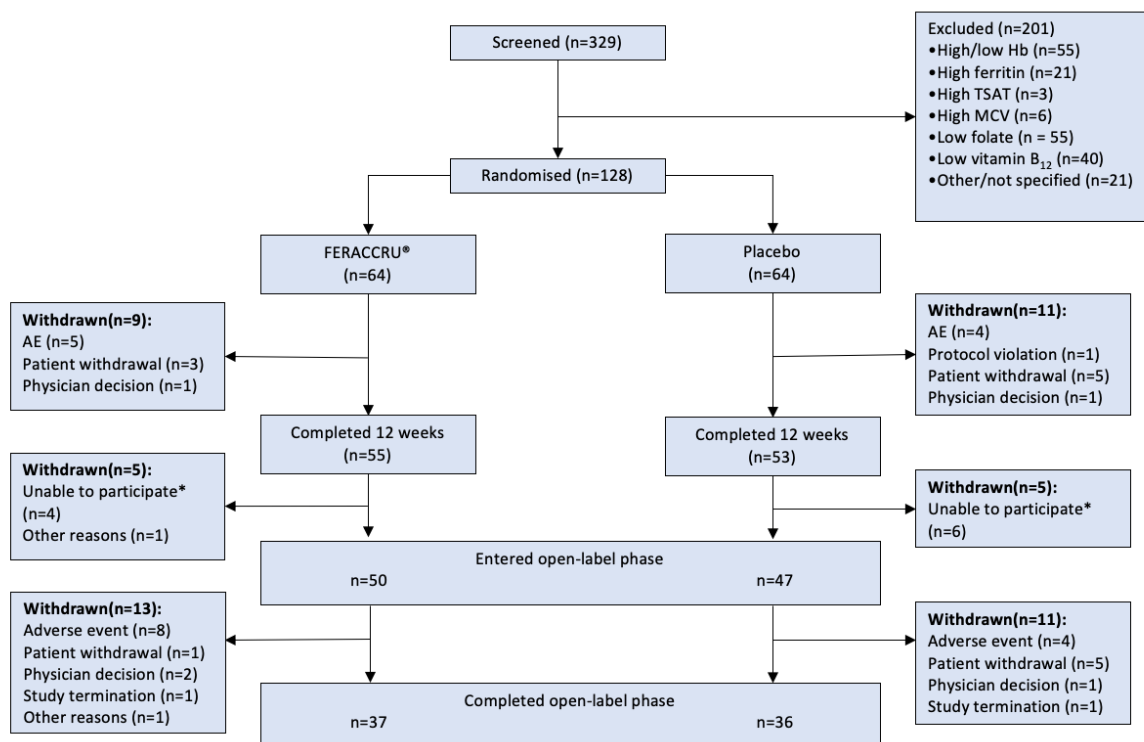 Screened (n=329)
Excluded (n=201)
•High/low Hb (n=55)
•High ferritin (n=21)
•High TSAT (n=3)
•High MCV (n=6)
•Low folate (n = 55)
•Low vitamin B₁₂ (n=40)
•Other/not specified (n=21)
Randomised (n=128)
FERACCRU®
(n=64)
Placebo
(n=64)
Withdrawn(n=9):
AE (n=5)
Patient withdrawal (n=3)
Physician decision (n=1)
Withdrawn(n=11):
AE (n=4)
Protocol violation (n=1)
Patient withdrawal (n=5)
Physician decision (n=1)
Completed 12 weeks
(n=55)
Completed 12 weeks
(n=53)
Withdrawn(n=5):
Unable to participate*
(n=4)
Other reasons (n=1)
Withdrawn(n=5):
Unable to participate*
(n=6)
Entered open-label phase
n=50 n=47
Withdrawn(n=13):
Adverse event (n=8)
Patient withdrawal (n=1)
Physician decision (n=2)
Study termination (n=1)
Other reasons (n=1)
Withdrawn(n=11):
Adverse event (n=4)
Patient withdrawal (n=5)
Physician decision (n=1)
Study termination (n=1)
Completed open-label phase
n=37 n=36